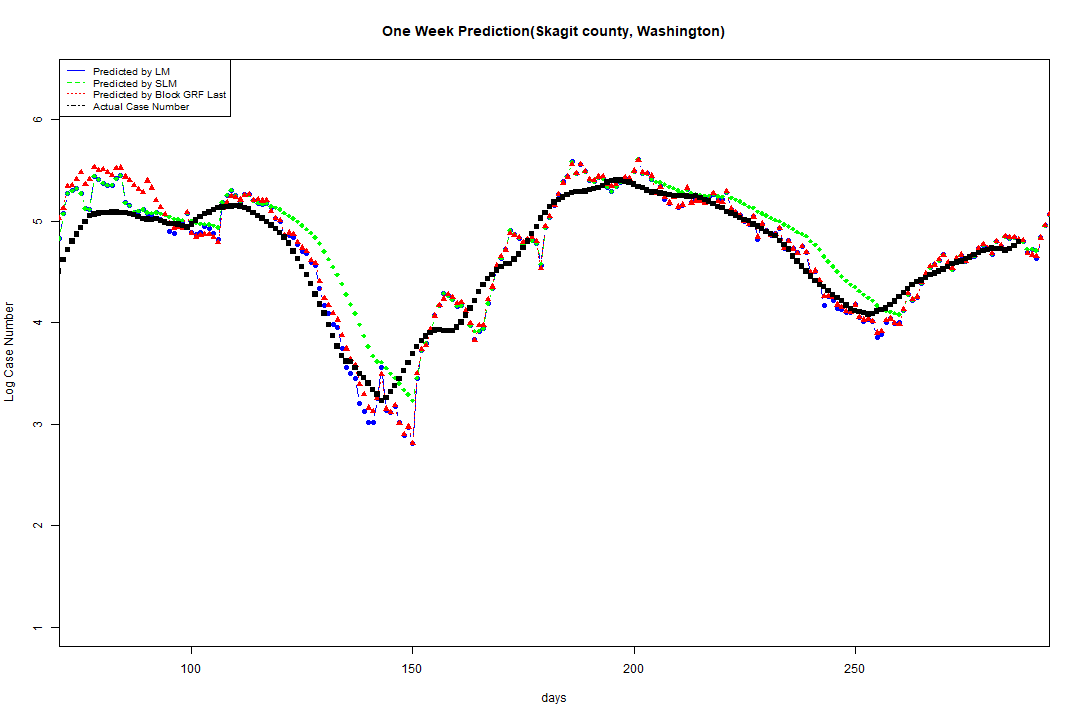 One Week Prediction(Skagit county, Washington)
Predicted by LM
Predicted by SLM
Predicted by Block GRF Last
Actual Case Number
6
5
4
3
2
1
Log Case Number
100 150 200 250
days